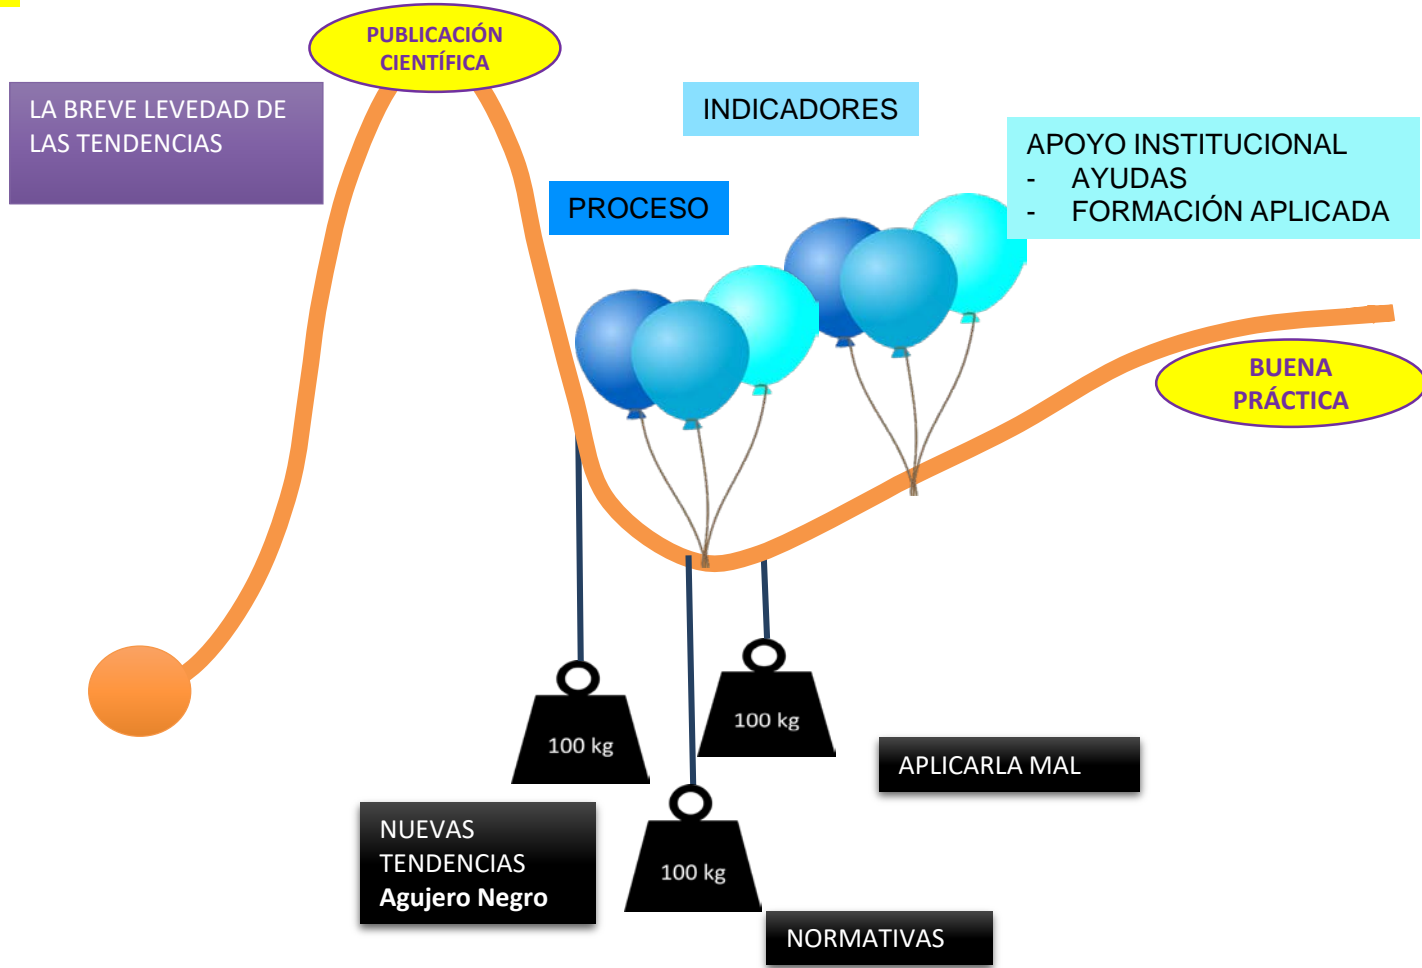 PUBLICACIÓN
CIENTÍFICA
LA BREVE LEVEDAD DE
LAS TENDENCIAS
INDICADORES
APOYO INSTITUCIONAL
- AYUDAS
- FORMACIÓN APLICADA
PROCESO
BUENA
PRÁCTICA
100 kg
100 kg
100 kg
APLICARLA MAL
NUEVAS
TENDENCIAS
Agujero Negro
NORMATIVAS